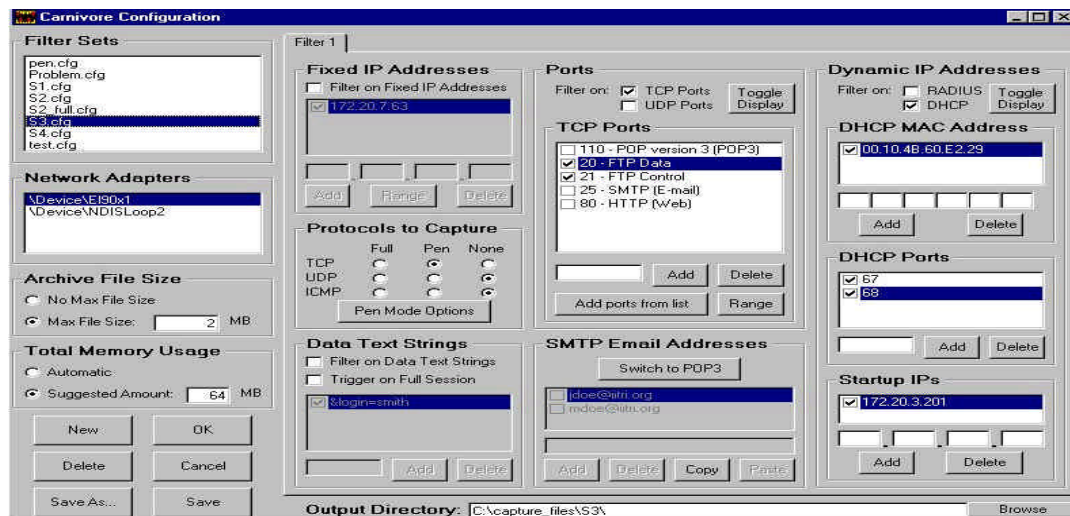 Carnivore Configuration
Filter Sets
pen.cfg
Problem.cfg
S1.cfg
S2.cfg
S2_full.cfg
S3.cfg
S4.cfg
test.cfg
Network Adapters
\Device\El90x1
\Device\NDISLoop2
Archive File Size
No Max File Size
Max File Size: 2 MB
Total Memory Usage
Automatic
Suggested Amount: 64 MB
New
OK
Delete
Cancel
Save As...
Save
Filter 1
Fixed IP Addresses
Filter on Fixed IP Addresses
172.20.7.63
Add
Range
Delete
Protocols to Capture
Full Pen None
TCP
UDP
ICMP
Pen Mode Options
Data Text Strings
Filter on Data Text Strings
Trigger on Full Session
&login=smith
Add
Delete
Ports
Filter on: TCP Ports
UDP Ports
Toggle Display
TCP Ports
110 - POP version 3 (POP3)
20 - FTP Data
21 - FTP Control
25 - SMTP (E-mail)
80 - HTTP (Web)
Add
Delete
Add ports from list
Range
SMTP Email Addresses
Switch to POP3
jdoe@iitri.org
mdoe@iitri.org
Add
Delete
Copy
Paste
Dynamic IP Addresses
Filter on: RADIUS
DHCP
Toggle Display
DHCP MAC Address
00.10.4B.60.E2.29
Add
Delete
DHCP Ports
67
68
Add
Delete
Startup IPs
172.20.3.201
Add
Delete
Output Directory: C:\capture_files\S3\
Browse